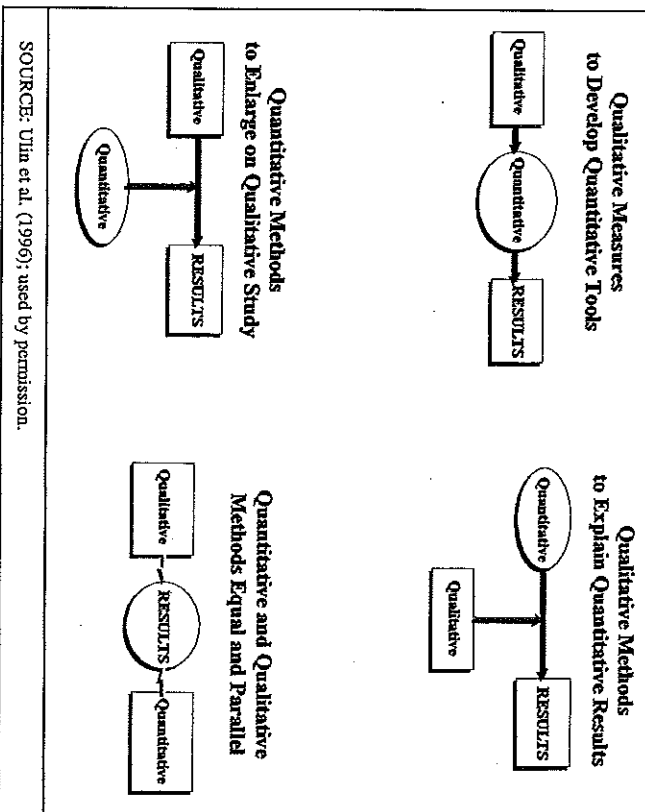 Qualitative Measures
to Develop Quantitative Tools
Qualitative
Quantitative
RESULTS
Qualitative Methods
to Explain Quantitative Results
Quantitative
RESULTS
Qualitative
Quantitative Methods
to Enlarge on Qualitative Study
Qualitative
RESULTS
Quantitative
Quantitative and Qualitative
Methods Equal and Parallel
Qualitative
RESULTS
Quantitative
SOURCE: Ulin et al. (1996); used by permission.